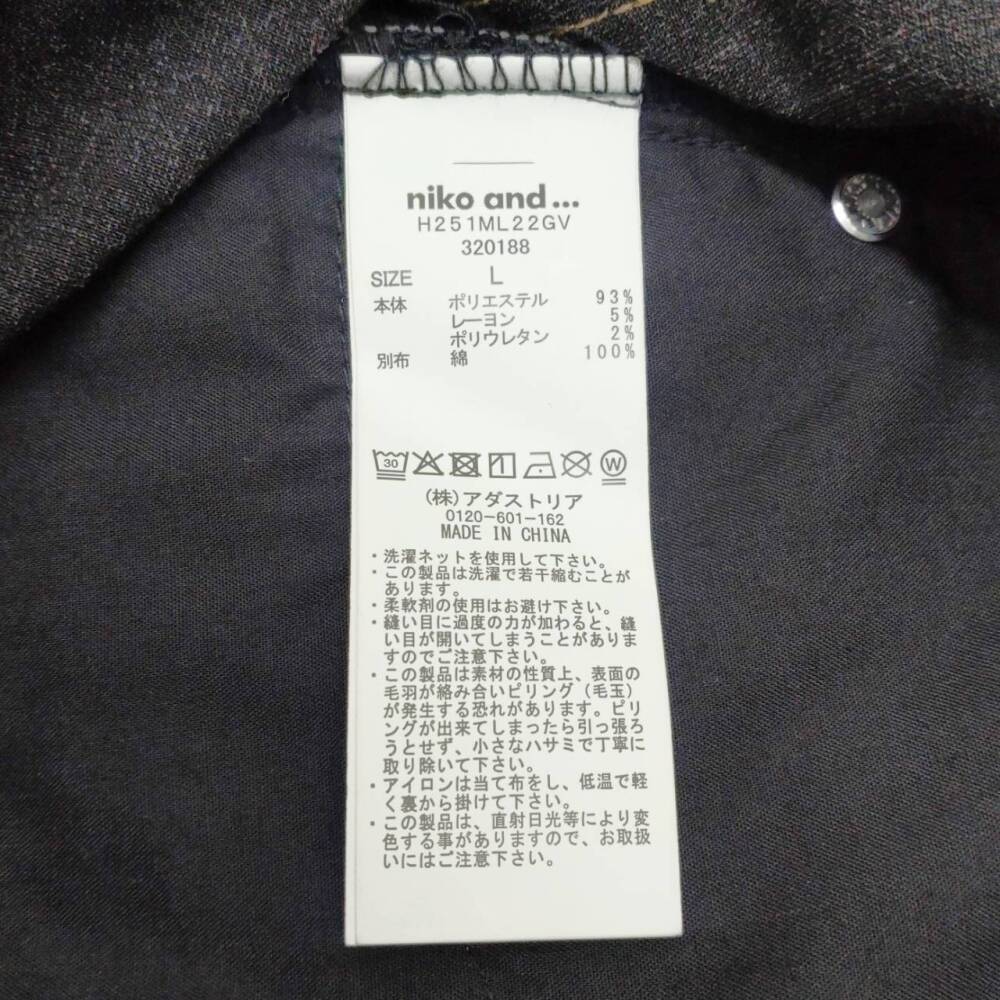 niko and...
H251ML22GV
320188
SIZE L
本体 ポリエステル 93%
レーヨン 5%
ポリウレタン 2%
別布 綿 100%
30 W
(株)アダストリア
0120-601-162
MADE IN CHINA
・洗濯ネットを使用して下さい。
・この製品は洗濯で若干縮むことが
あります。
・柔軟剤の使用はお避け下さい。
・縫い目に過度の力が加わると、縫
い目が開いてしまうことがありま
すのでご注意下さい。
・この製品は素材の性質上、表面の
毛羽が絡み合いピリング(毛玉)
が発生する恐れがあります。ピリ
ングが出来てしまったら引っ張ろ
うとせず、小さなハサミで丁寧に
取り除いて下さい。
・アイロンは当て布をし、低温で軽
く裏から掛けて下さい。
・この製品は、直射日光等により変
色する事がありますので、お取扱
いにはご注意下さい。